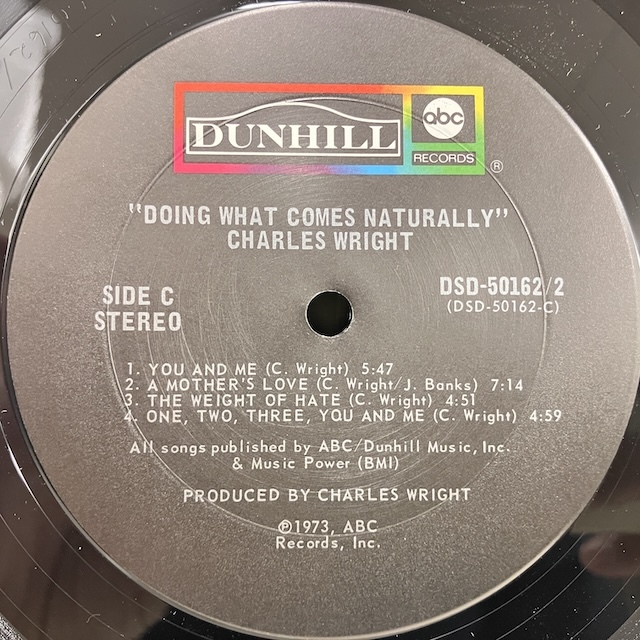 DUNHILL
abc
RECORDS
®
"DOING WHAT COMES NATURALLY"
CHARLES WRIGHT
SIDE C
STEREO
DSD-50162/2
(DSD-50162-C)
1. YOU AND ME (C. Wright) 5:47
2. A MOTHER'S LOVE (C. Wright/J. Banks) 7:14
3. THE WEIGHT OF HATE (C. Wright) 4:51
4. ONE, TWO, THREE, YOU AND ME (C. Wright) 4:59
All songs published by ABC/Dunhill Music, Inc.
& Music Power (BMI)
PRODUCED BY CHARLES WRIGHT
℗1973, ABC
Records, Inc.